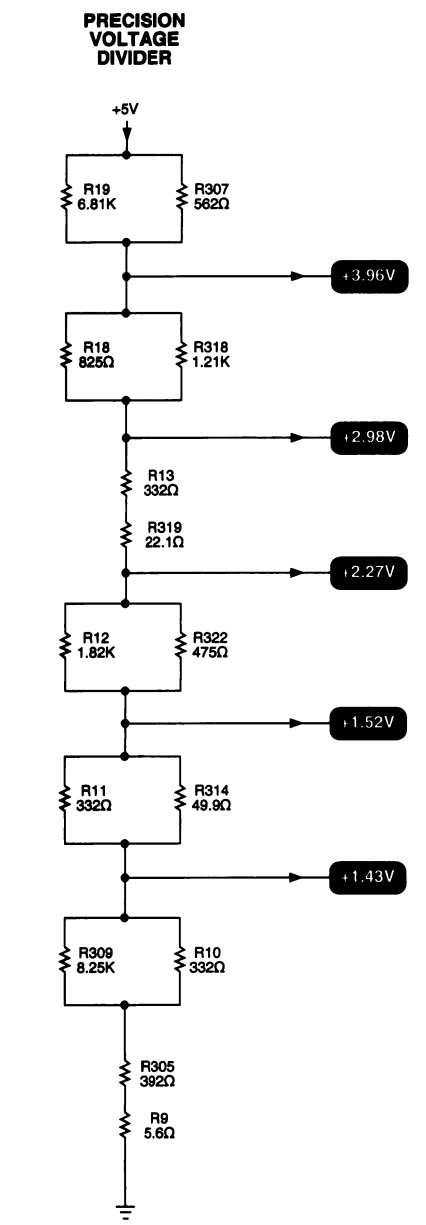 PRECISION
VOLTAGE
DIVIDER
+5V
R19
6.81K
R307
562Ω
+3.96V
R18
825Ω
R318
1.21K
+2.98V
R13
332Ω
R319
22.1Ω
+2.27V
R12
1.82K
R322
475Ω
+1.52V
R11
332Ω
R314
49.9Ω
+1.43V
R309
8.25K
R10
332Ω
R305
392Ω
R9
5.6Ω